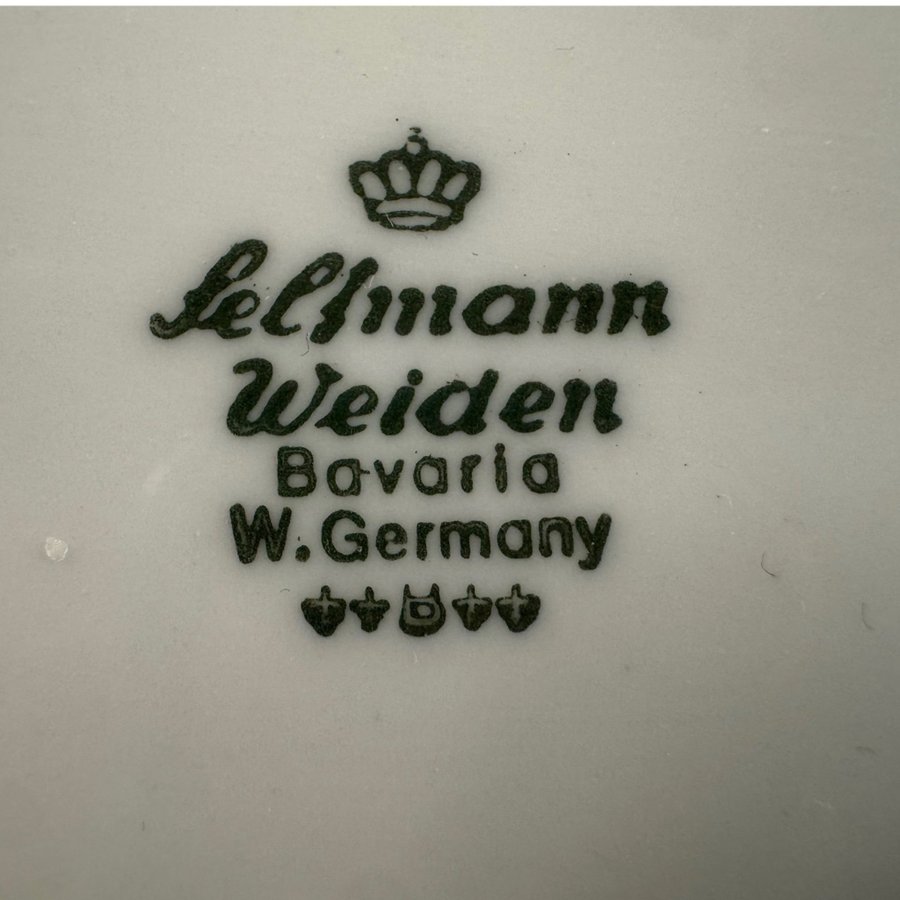 Seltmann
Weiden
Bavaria
W. Germany